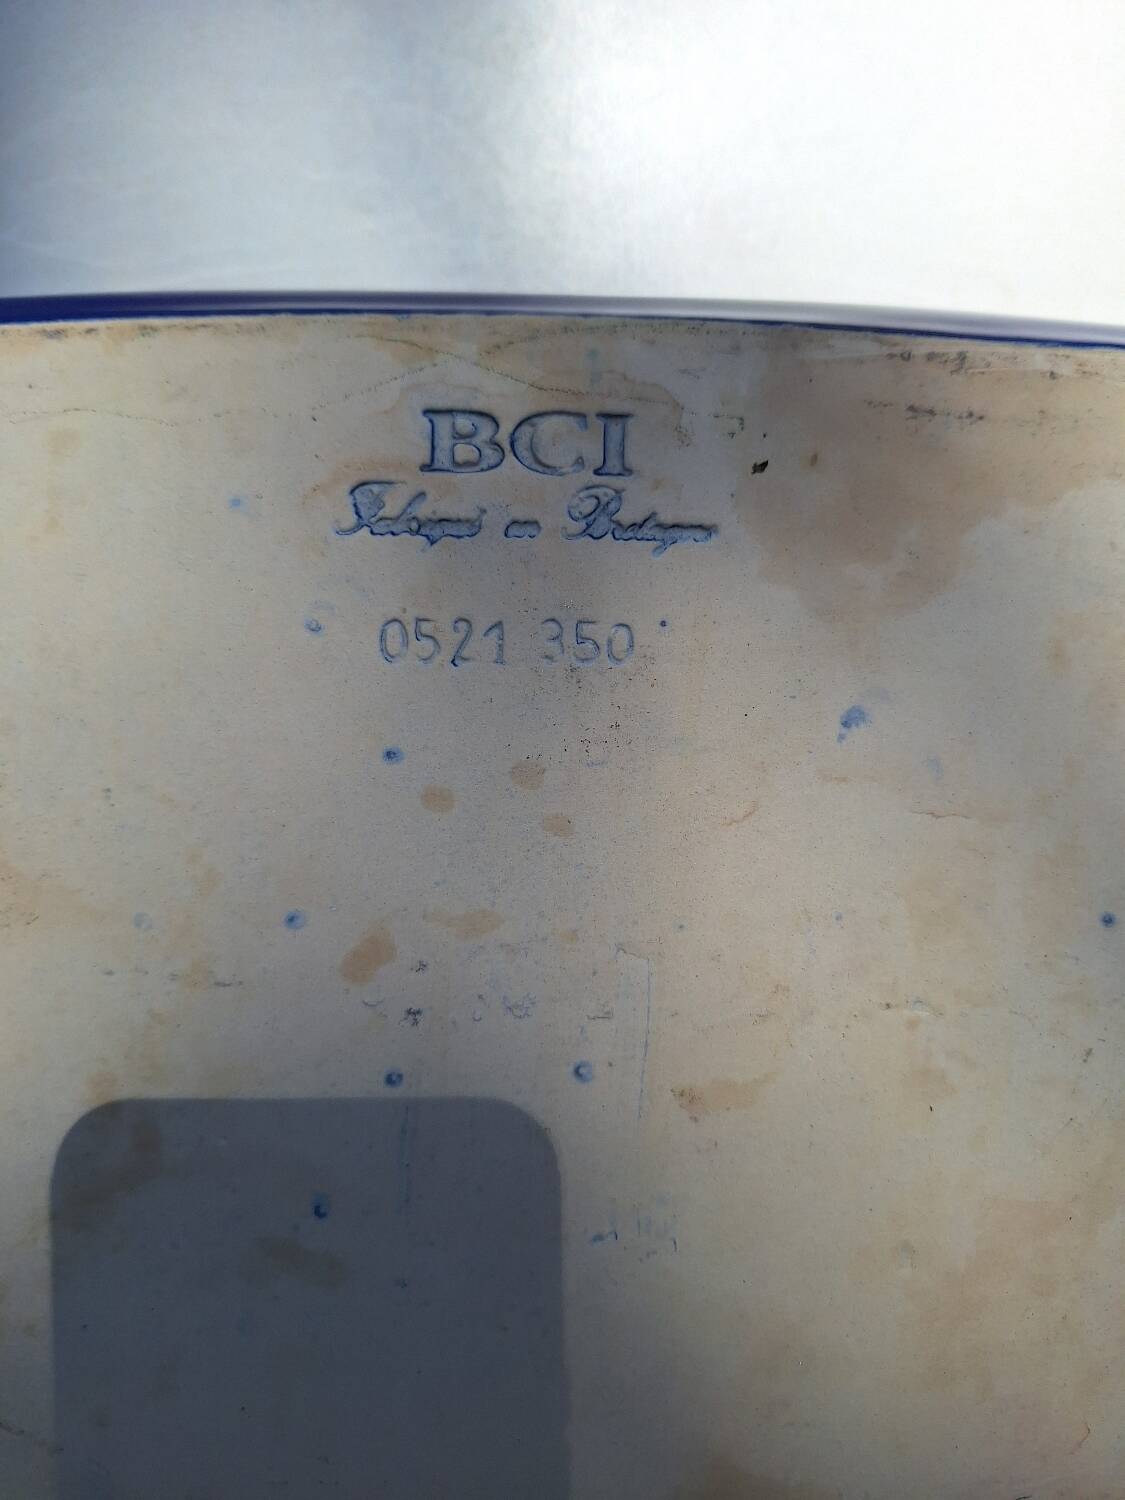 BCI
Fabriqué en Bretagne
0521 350